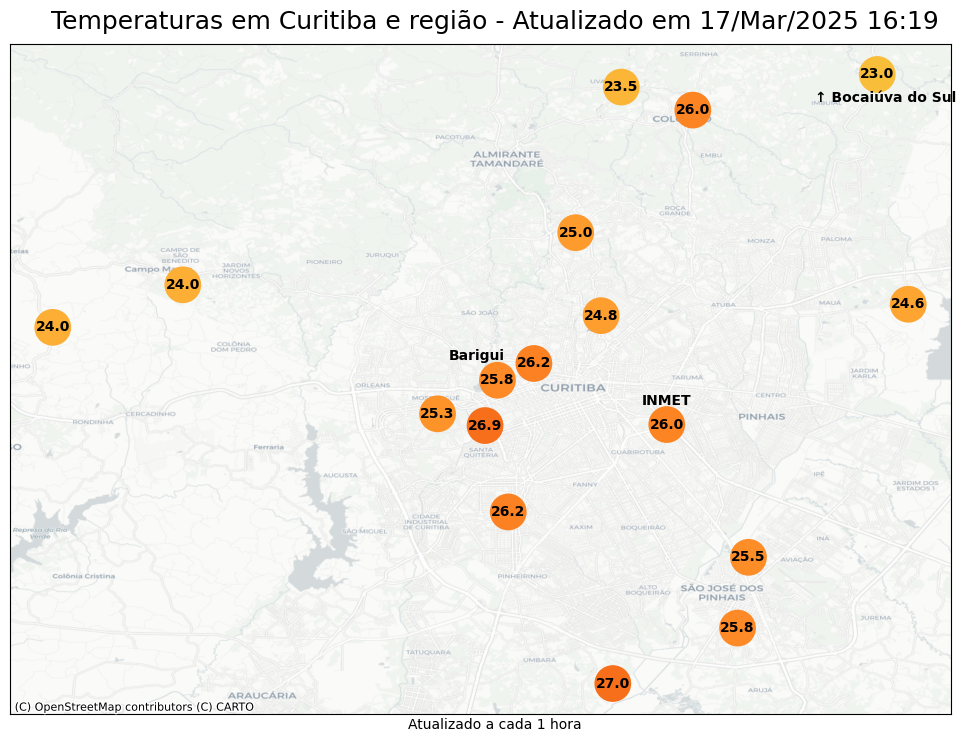 Temperaturas em Curitiba e região - Atualizado em 17/Mar/2025 16:19
SERRINHA
23.0
23.5
↑ Bocaiúva do Sul
26.0
PACOTUBA
ALMIRANTE
TAMANDARÉ
EMBU
ROÇA
GRANDE
25.0
MONZA
PALOMA
CAMPO DE
SÃO
BENEDITO
JURUQUI
PIONEIRO
JARDIM
NOVOS
HORIZONTES
24.0
24.6
ATUBA
MAUÁ
SÃO JOÃO
24.8
24.0
COLÔNIA
DOM PEDRO
Barigui
26.2
25.8
JARDIM
KARLA
TARUMÃ
ORLEANS
CURITIBA
CENTRO
INMET
25.3
CERCADINHO
RONDINHA
PINHAIS
26.9
26.0
Ferraria
SANTA
QUITÉRIA
GUABIROTUBA
AUGUSTA
IPÊ
FANNY
JARDIM DOS
ESTADOS 1
26.2
CIDADE
INDUSTRIAL
DE CURITIBA
SÃO MIGUEL
XAXIM
BOQUEIRÃO
Represa do Rio
Verde
INÁ
25.5
AVIAÇÃO
Colônia Cristina
PINHEIRINHO
ALTO
BOQUEIRÃO
SÃO JOSÉ DOS
PINHAIS
JUREMA
25.8
TATUQUARA
UMBARÁ
27.0
ARUJÁ
ARAUCÁRIA
(C) OpenStreetMap contributors (C) CARTO
Atualizado a cada 1 hora